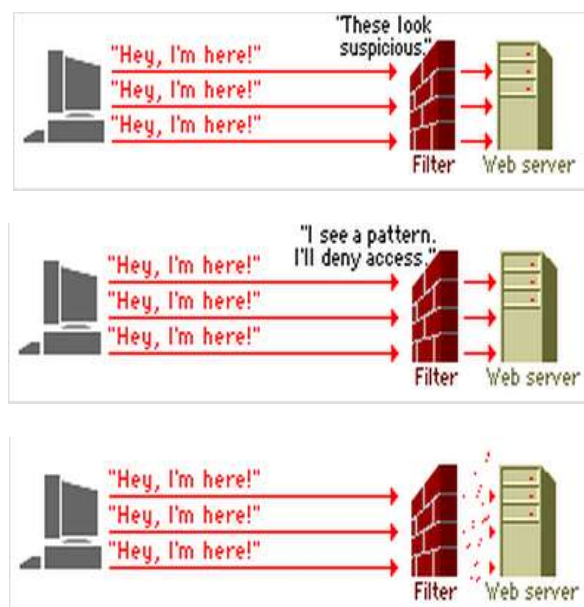 "These look
suspicious."
"Hey, I'm here!"
"Hey, I'm here!"
"Hey, I'm here!"
Filter
Web server
"I see a pattern.
I'll deny access."
"Hey, I'm here!"
"Hey, I'm here!"
"Hey, I'm here!"
Filter
Web server
"Hey, I'm here!"
"Hey, I'm here!"
"Hey, I'm here!"
Filter
Web server